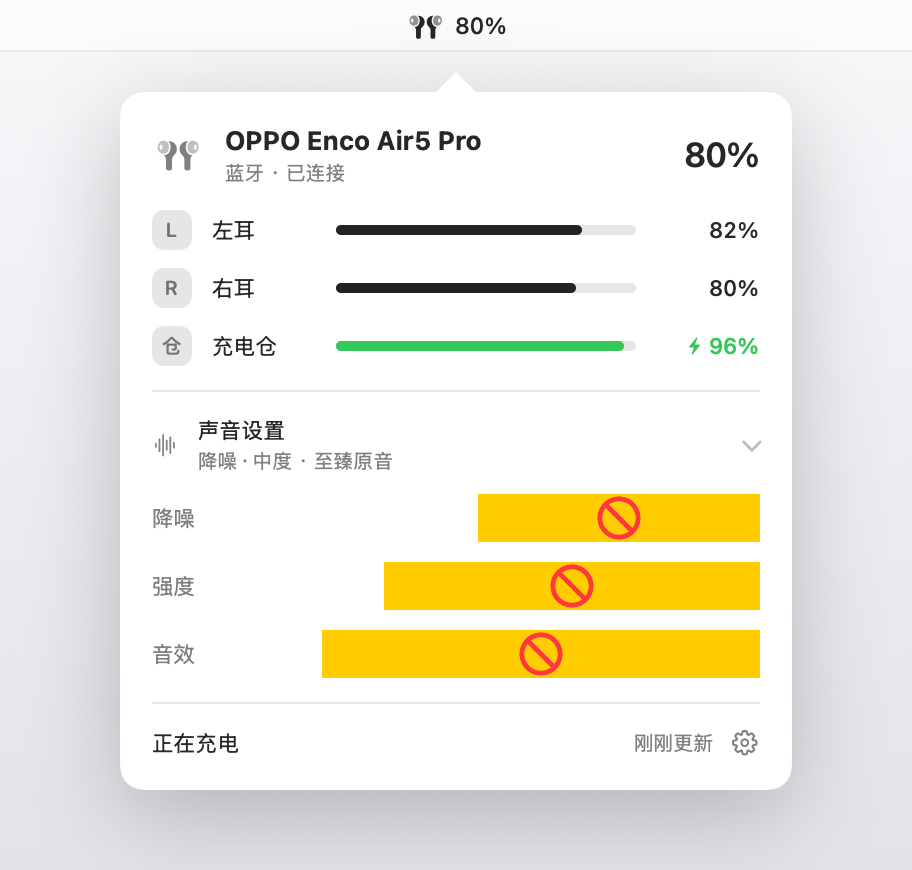 80%
OPPO Enco Air5 Pro
蓝牙 · 已连接
80%
L 左耳 82%
R 右耳 80%
仓 充电仓 96%
声音设置
降噪 · 中度 · 至臻原音
降噪
强度
音效
正在充电 刚刚更新